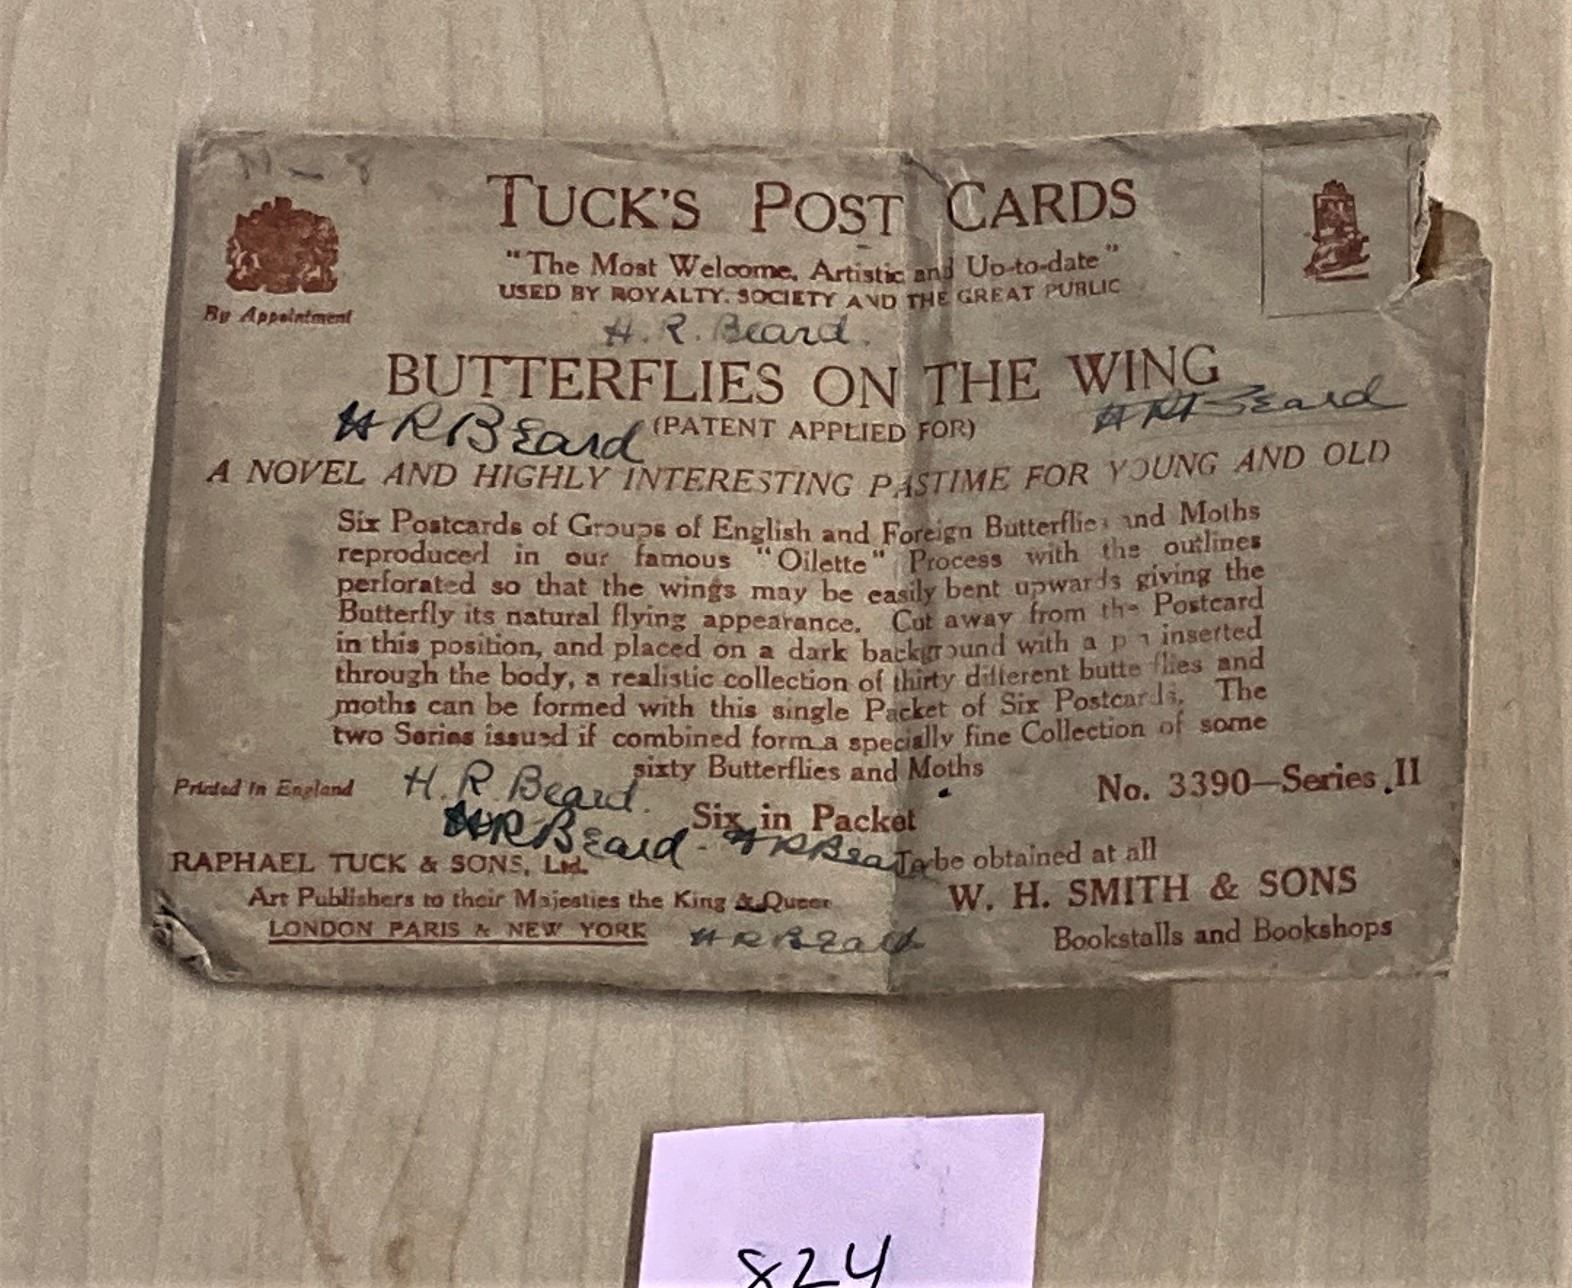 TUCK'S POST CARDS
"The Most Welcome, Artistic and Up-to-date"
USED BY ROYALTY, SOCIETY AND THE GREAT PUBLIC
By Appointment
H. R. Beard.
BUTTERFLIES ON THE WING
H R Beard (PATENT APPLIED FOR) H R Beard
A NOVEL AND HIGHLY INTERESTING PASTIME FOR YOUNG AND OLD
Six Postcards of Groups of English and Foreign Butterflies and Moths
reproduced in our famous "Oilette" Process with the outlines
perforated so that the wings may be easily bent upwards giving the
Butterfly its natural flying appearance. Cut away from the Postcard
in this position, and placed on a dark background with a pin inserted
through the body, a realistic collection of thirty different butterflies and
moths can be formed with this single Packet of Six Postcards. The
two Series issued if combined form a specially fine Collection of some
sixty Butterflies and Moths
Printed in England H. R. Beard. No. 3390—Series II
Six in Packet
H R Beard. H R Beard
RAPHAEL TUCK & SONS, Ltd. To be obtained at all
Art Publishers to their Majesties the King & Queen W. H. SMITH & SONS
LONDON PARIS & NEW YORK H R Beard Bookstalls and Bookshops
824